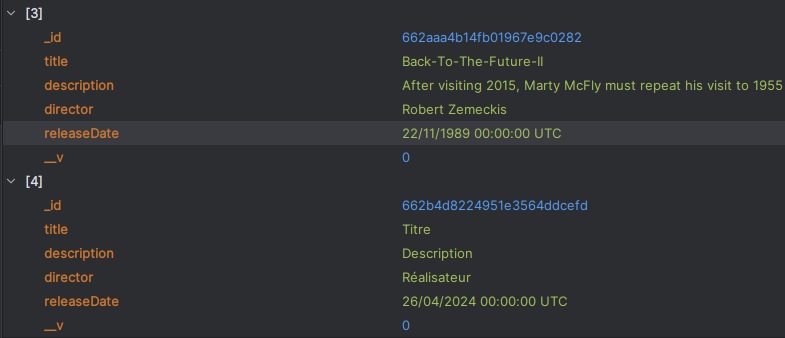 [3]
_id 662aaa4b14fb01967e9c0282
title Back-To-The-Future-II
description After visiting 2015, Marty McFly must repeat his visit to 1955
director Robert Zemeckis
releaseDate 22/11/1989 00:00:00 UTC
__v 0
[4]
_id 662b4d8224951e3564ddcefd
title Titre
description Description
director Réalisateur
releaseDate 26/04/2024 00:00:00 UTC
__v 0